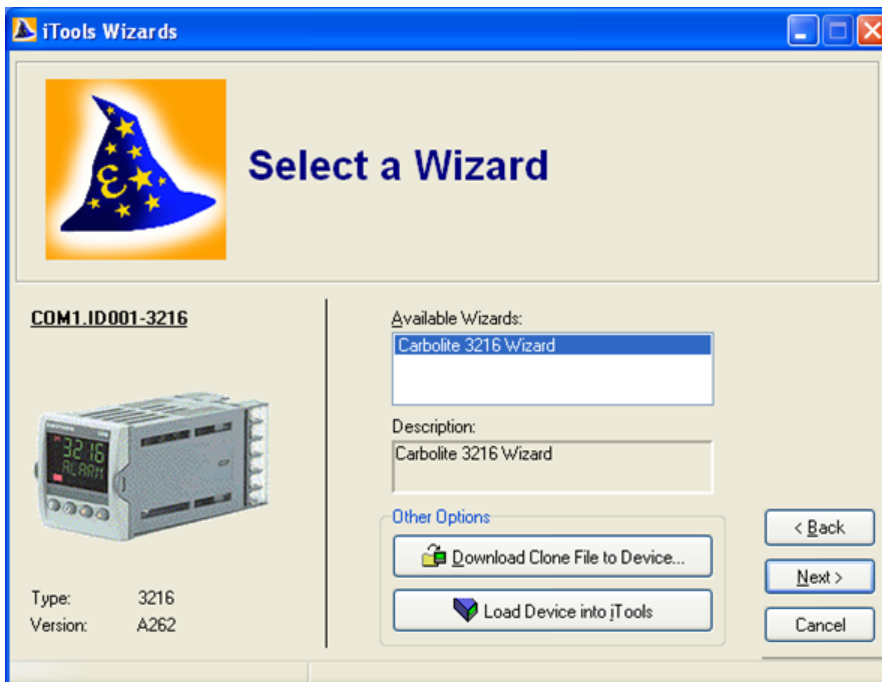 iTools Wizards
Select a Wizard
COM1.ID001-3216
3216
ALARM
Type: 3216
Version: A262
Available Wizards:
Carbolite 3216 Wizard
Description:
Carbolite 3216 Wizard
Other Options
Download Clone File to Device...
Load Device into iTools
< Back
Next >
Cancel